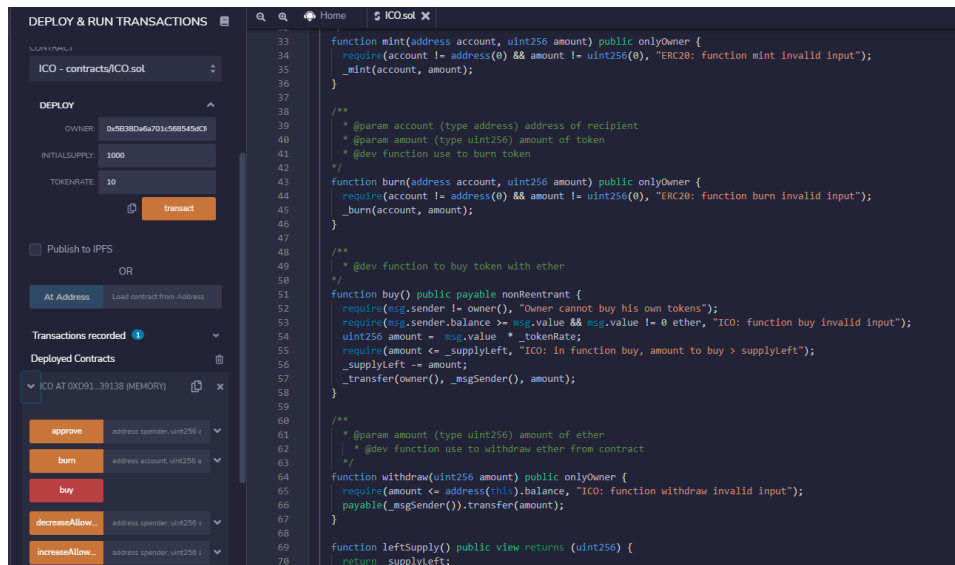 DEPLOY & RUN TRANSACTIONS
CONTRACT
ICO - contracts/ICO.sol
DEPLOY
OWNER: 0x5B38Da6a701c568545dCf
INITIALSUPPLY: 1000
TOKENRATE: 10
transact
Publish to IPFS
OR
At Address Load contract from Address
Transactions recorded 1
Deployed Contracts
ICO AT 0XD91...39138 (MEMORY)
approve address spender, uint256 a
burn address account, uint256 a
buy
decreaseAllow... address spender, uint256 s
increaseAllow... address spender, uint256 a
Home ICO.sol
32
33 function mint(address account, uint256 amount) public onlyOwner {
34 require(account != address(0) && amount != uint256(0), "ERC20: function mint invalid input");
35 _mint(account, amount);
36 }
37
38 /**
39 * @param account (type address) address of recipient
40 * @param amount (type uint256) amount of token
41 * @dev function use to burn token
42 */
43 function burn(address account, uint256 amount) public onlyOwner {
44 require(account != address(0) && amount != uint256(0), "ERC20: function burn invalid input");
45 _burn(account, amount);
46 }
47
48 /**
49 * @dev function to buy token with ether
50 */
51 function buy() public payable nonReentrant {
52 require(msg.sender != owner(), "Owner cannot buy his own tokens");
53 require(msg.sender.balance >= msg.value && msg.value != 0 ether, "ICO: function buy invalid input");
54 uint256 amount = msg.value * _tokenRate;
55 require(amount <= _supplyLeft, "ICO: in function buy, amount to buy > supplyLeft");
56 _supplyLeft -= amount;
57 _transfer(owner(), _msgSender(), amount);
58 }
59
60 /**
61 * @param amount (type uint256) amount of ether
62 * @dev function use to withdraw ether from contract
63 */
64 function withdraw(uint256 amount) public onlyOwner {
65 require(amount <= address(this).balance, "ICO: function withdraw invalid input");
66 payable(_msgSender()).transfer(amount);
67 }
68
69 function leftSupply() public view returns (uint256) {
70 return _supplyLeft;